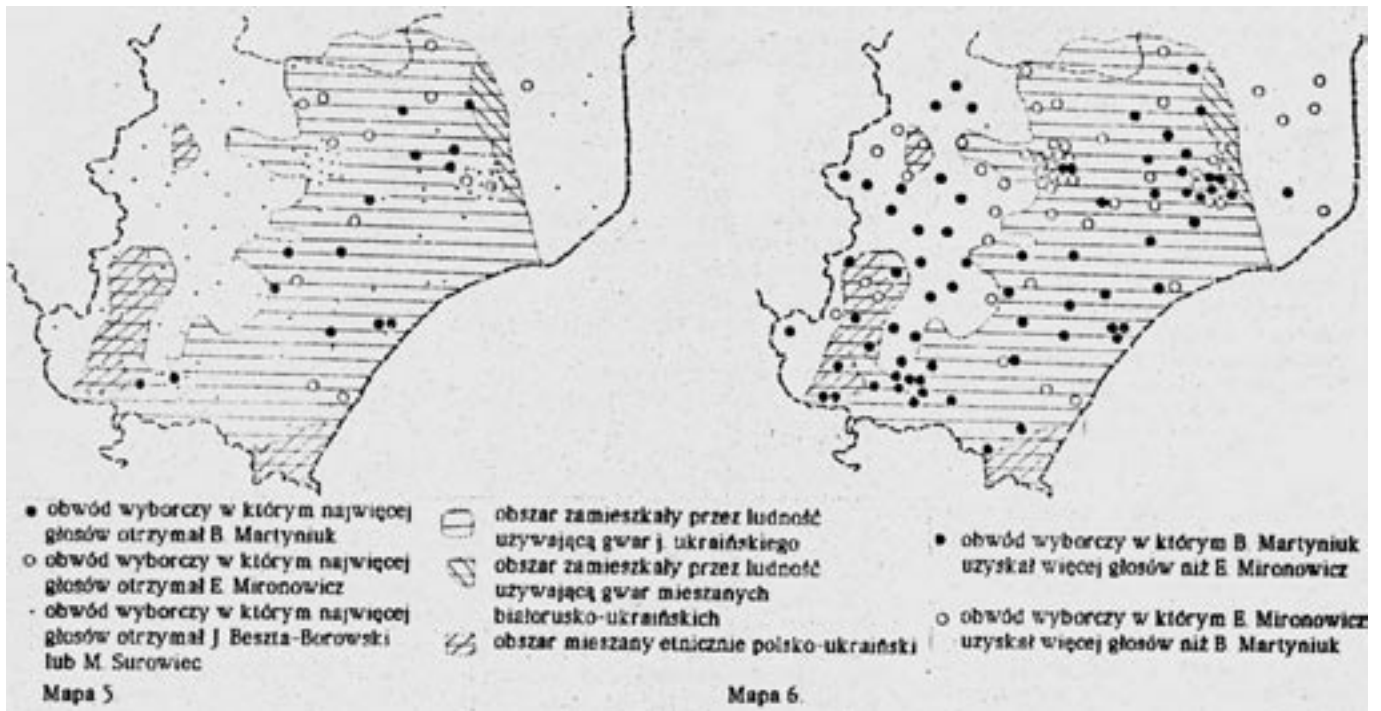 obwód wyborczy w którym najwięcej
głosów otrzymał B. Martyniuk
obwód wyborczy w którym najwięcej
głosów otrzymał E. Mironowicz
obwód wyborczy w którym najwięcej
głosów otrzymał J. Beszta-Borowski
lub M. Surowiec
Mapa 5.
obszar zamieszkały przez ludność
używającą gwar j. ukraińskiego
obszar zamieszkały przez ludność
używającą gwar mieszanych
białorusko-ukraińskich
obszar mieszany etnicznie polsko-ukraiński
obwód wyborczy w którym B. Martyniuk
uzyskał więcej głosów niż E. Mironowicz
obwód wyborczy w którym E. Mironowicz
uzyskał więcej głosów niż B. Martyniuk
Mapa 6.